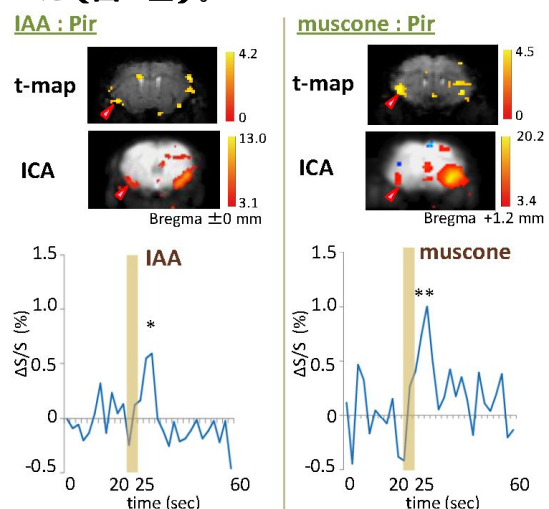 IAA : Pir
t-map
4.2
0
ICA
13.0
3.1
Bregma ±0 mm
IAA
*
1.5
1.0
0.5
0
-0.5
ΔS/S (%)
0 20 25 60
time (sec)
muscone : Pir
t-map
4.5
0
ICA
20.2
3.4
Bregma +1.2 mm
muscone
**
1.5
1.0
0.5
0
-0.5
ΔS/S (%)
0 20 25 60
time (sec)